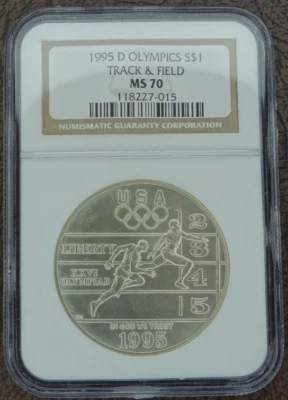 1995 D OLYMPICS S$1
TRACK & FIELD
MS 70
118227-015
NUMISMATIC GUARANTY CORPORATION
USA
2
LIBERTY 3
XXVI 4
OLYMPIAD
5
IN GOD WE TRUST
1995